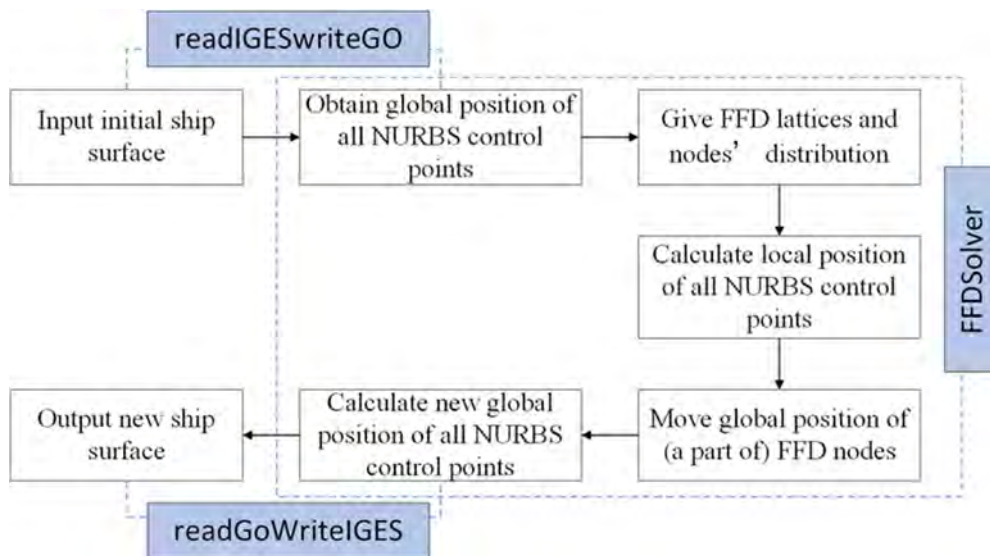 readIGESwriteGO
Input initial ship
surface
Obtain global position of
all NURBS control
points
Give FFD lattices and
nodes’ distribution
Calculate local position
of all NURBS control
points
FFDSolver
Move global position of
(a part of) FFD nodes
Calculate new global
position of all NURBS
control points
Output new ship
surface
readGoWriteIGES